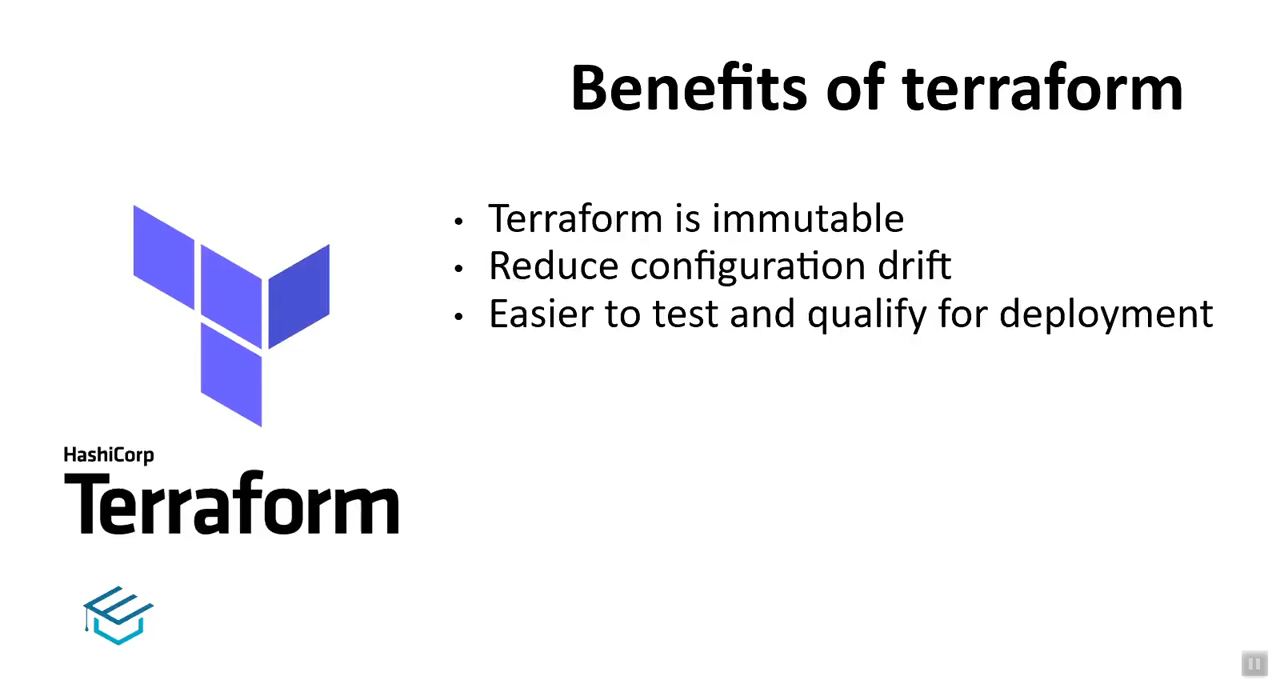 Benefits of terraform
• Terraform is immutable
• Reduce configuration drift
• Easier to test and qualify for deployment
HashiCorp
Terraform